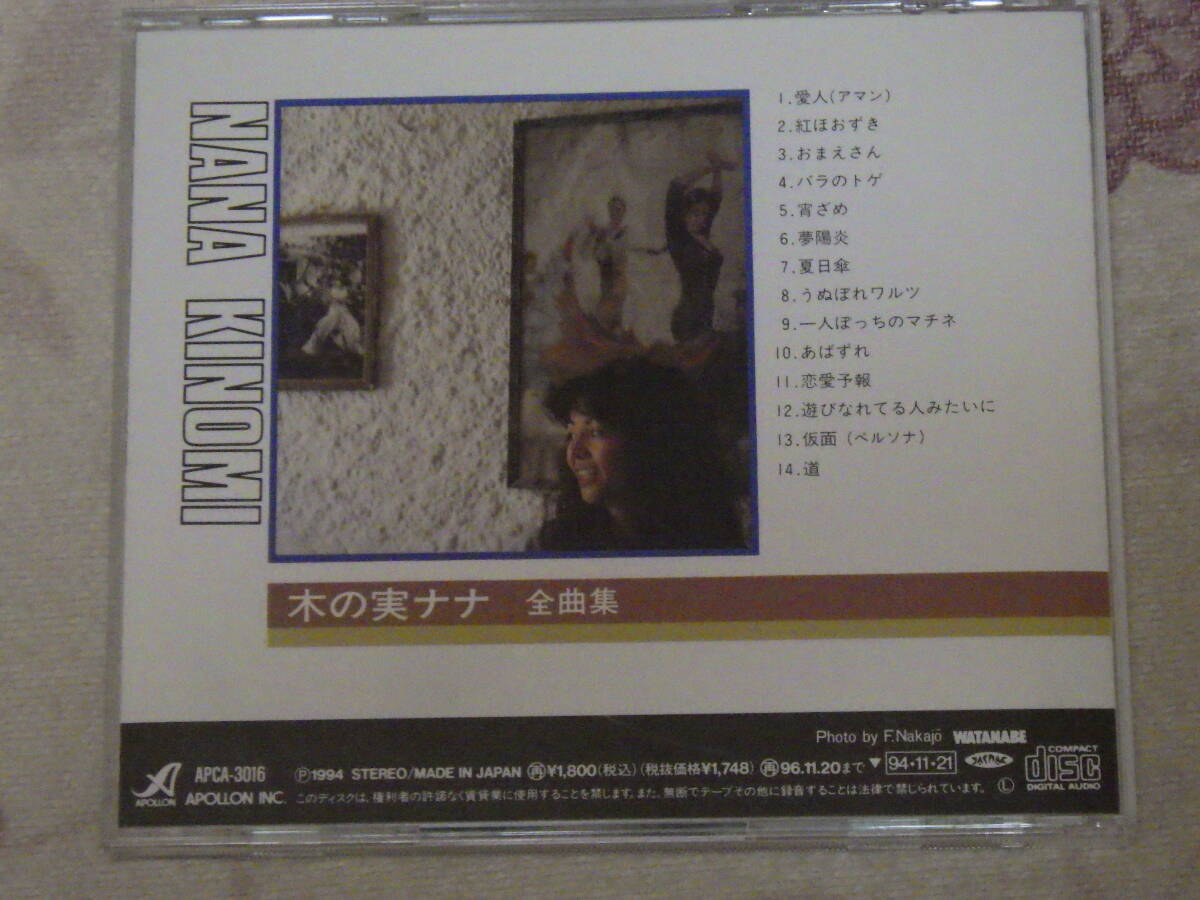 NANA KINOMI
1.愛人(アマン)
2.紅ほおずき
3.おまえさん
4.バラのトゲ
5.宵ざめ
6.夢陽炎
7.夏日傘
8.うぬぼれワルツ
9.一人ぼっちのマチネ
10.あばずれ
11.恋愛予報
12.遊びなれてる人みたいに
13.仮面(ペルソナ)
14.道
木の実ナナ 全曲集
Photo by F.Nakajō WATANABE
APOLLON
APCA-3016 Ⓟ1994 STEREO/MADE IN JAPAN 再¥1,800(税込)(税抜価格¥1,748) 再96.11.20まで▼ 94・11・21
JASRAC
COMPACT disc DIGITAL AUDIO
APOLLON INC. このディスクは、権利者の許諾なく賃貸業に使用することを禁じます。また、無断でテープその他に録音することは法律で禁じられています。 Ⓛ